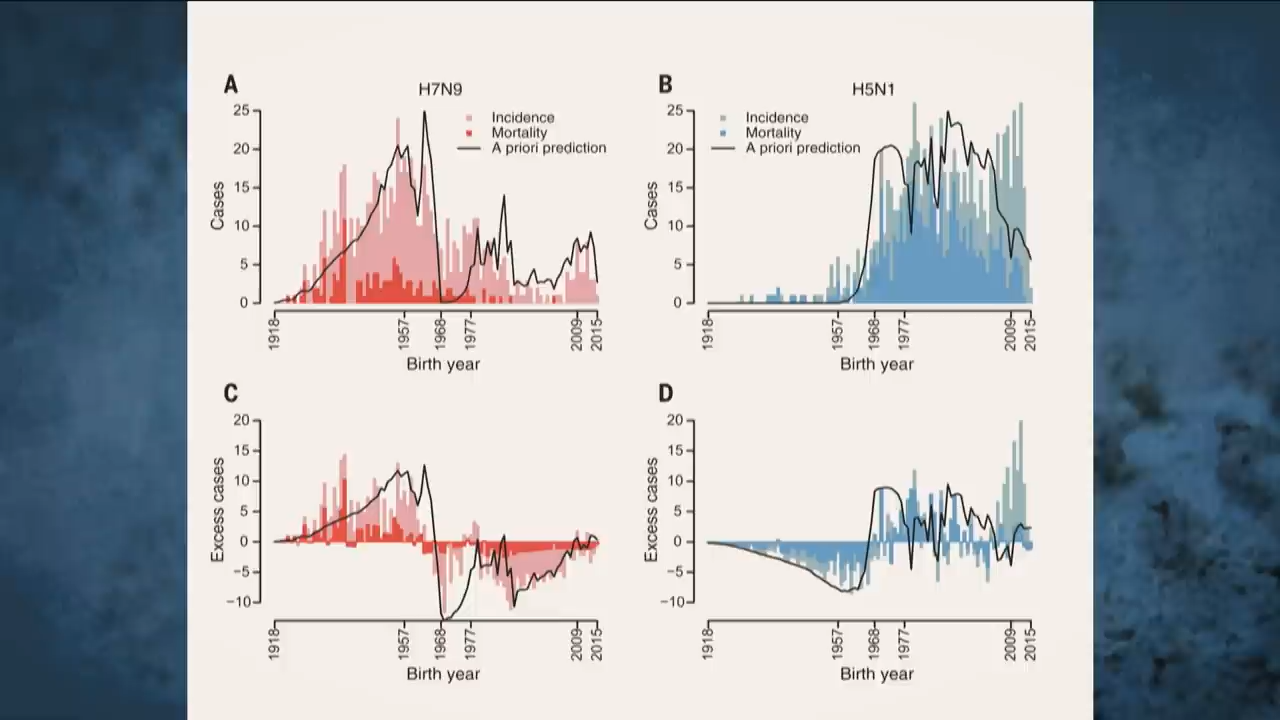 A
H7N9
Incidence
Mortality
A priori prediction
Cases
25
20
15
10
5
0
1918
1957
1968
1977
2009
2015
Birth year
B
H5N1
Incidence
Mortality
A priori prediction
Cases
25
20
15
10
5
0
1918
1957
1968
1977
2009
2015
Birth year
C
Excess cases
20
15
10
5
0
−5
−10
1918
1957
1968
1977
2009
2015
Birth year
D
Excess cases
20
15
10
5
0
−5
−10
1918
1957
1968
1977
2009
2015
Birth year